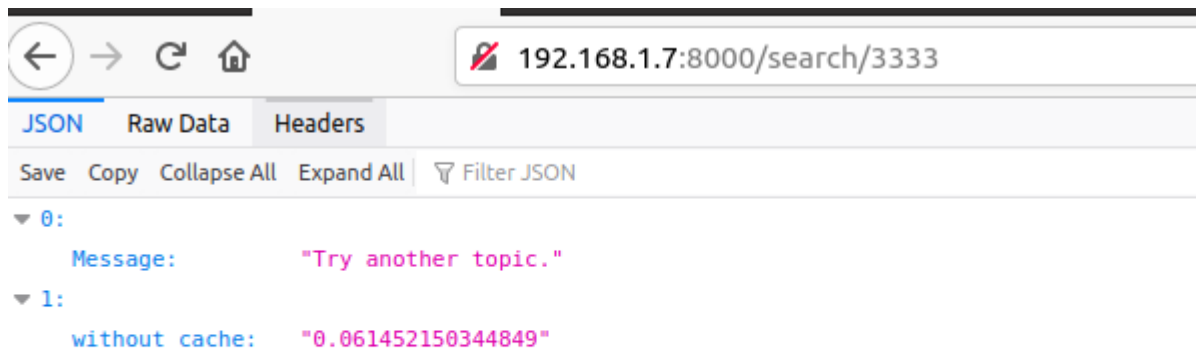 192.168.1.7:8000/search/3333
JSON Raw Data Headers
Save Copy Collapse All Expand All Filter JSON
0:
Message: "Try another topic."
1:
without cache: "0.061452150344849"